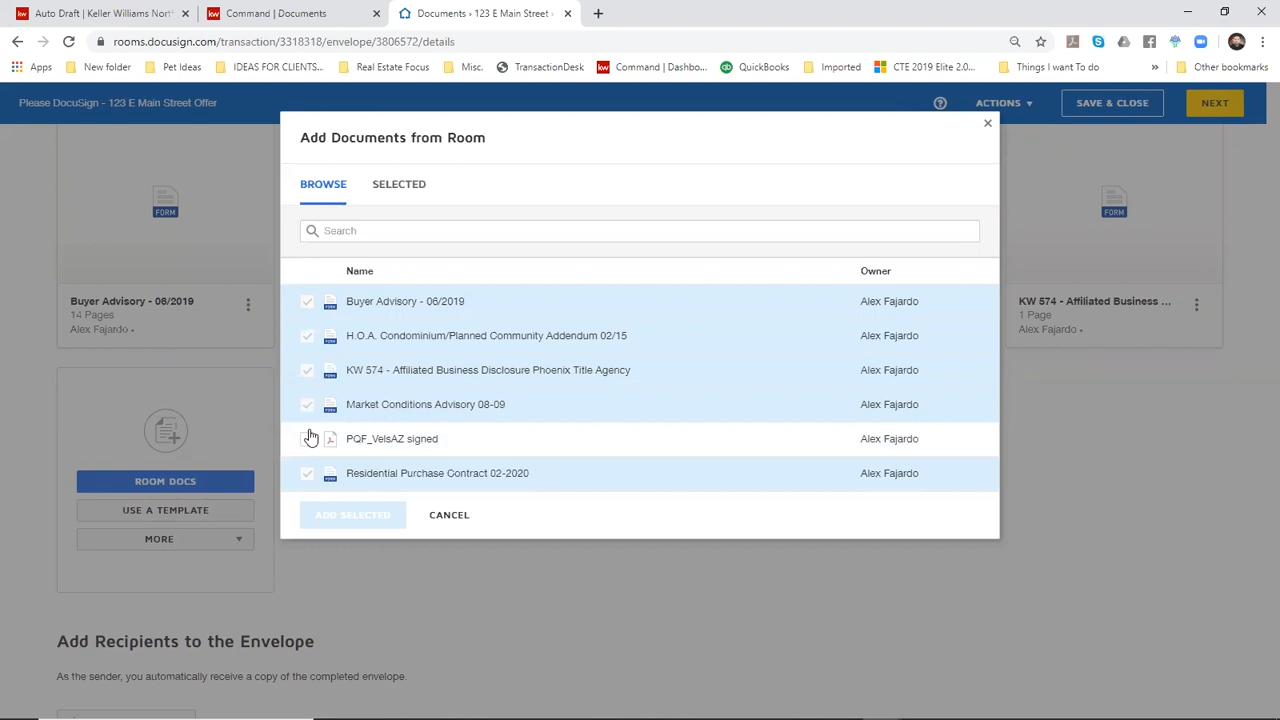 Auto Draft | Keller Williams Nort
Command | Documents
Documents › 123 E Main Street ·
rooms.docusign.com/transaction/3318318/envelope/3806572/details
Apps
New folder
Pet Ideas
IDEAS FOR CLIENTS...
Real Estate Focus
Misc.
TransactionDesk
Command | Dashbo...
QuickBooks
Imported
CTE 2019 Elite 2.0...
Things I want To do
»
Other bookmarks
Please DocuSign - 123 E Main Street Offer
ACTIONS
SAVE & CLOSE
NEXT
Add Documents from Room
BROWSE
SELECTED
Search
Name
Owner
Buyer Advisory - 06/2019
Alex Fajardo
H.O.A. Condominium/Planned Community Addendum 02/15
Alex Fajardo
KW 574 - Affiliated Business Disclosure Phoenix Title Agency
Alex Fajardo
Market Conditions Advisory 08-09
Alex Fajardo
PQF_VelsAZ signed
Alex Fajardo
Residential Purchase Contract 02-2020
Alex Fajardo
ADD SELECTED
CANCEL
FORM
Buyer Advisory - 06/2019
14 Pages
Alex Fajardo •
FORM
KW 574 - Affiliated Business ...
1 Page
Alex Fajardo •
ROOM DOCS
USE A TEMPLATE
MORE
Add Recipients to the Envelope
As the sender, you automatically receive a copy of the completed envelope.